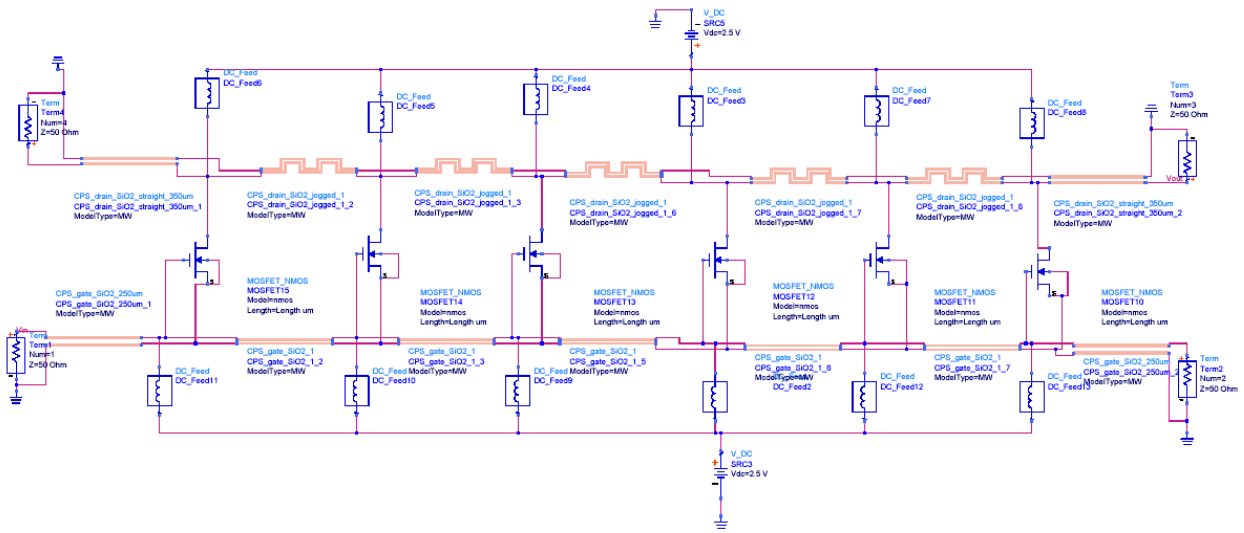 V_DC
SRC5
Vdc=2.5 V
DC_Feed
DC_Feed6
DC_Feed
DC_Feed5
DC_Feed
DC_Feed4
DC_Feed
DC_Feed3
DC_Feed
DC_Feed7
DC_Feed
DC_Feed8
Term
Term4
Num=4
Z=50 Ohm
Term
Term3
Num=3
Z=50 Ohm
Vout
CPS_drain_SiO2_straight_350um
CPS_drain_SiO2_straight_350um_1
ModelType=MW
CPS_drain_SiO2_jogged_1
CPS_drain_SiO2_jogged_1_2
ModelType=MW
CPS_drain_SiO2_jogged_1
CPS_drain_SiO2_jogged_1_3
ModelType=MW
CPS_drain_SiO2_jogged_1
CPS_drain_SiO2_jogged_1_6
ModelType=MW
CPS_drain_SiO2_jogged_1
CPS_drain_SiO2_jogged_1_7
ModelType=MW
CPS_drain_SiO2_jogged_1
CPS_drain_SiO2_jogged_1_8
ModelType=MW
CPS_drain_SiO2_straight_350um
CPS_drain_SiO2_straight_350um_2
ModelType=MW
CPS_gate_SiO2_250um
CPS_gate_SiO2_250um_1
ModelType=MW
MOSFET_NMOS
MOSFET15
Model=nmos
Length=Length um
MOSFET_NMOS
MOSFET14
Model=nmos
Length=Length um
MOSFET_NMOS
MOSFET13
Model=nmos
Length=Length um
MOSFET_NMOS
MOSFET12
Model=nmos
Length=Length um
MOSFET_NMOS
MOSFET11
Model=nmos
Length=Length um
MOSFET_NMOS
MOSFET10
Model=nmos
Length=Length um
Vin
Term
Term1
Num=1
Z=50 Ohm
CPS_gate_SiO2_1
CPS_gate_SiO2_1_2
ModelType=MW
CPS_gate_SiO2_1
CPS_gate_SiO2_1_3
ModelType=MW
CPS_gate_SiO2_1
CPS_gate_SiO2_1_5
ModelType=MW
CPS_gate_SiO2_1
CPS_gate_SiO2_1_6
ModelType=MW
CPS_gate_SiO2_1
CPS_gate_SiO2_1_7
ModelType=MW
CPS_gate_SiO2_250um
CPS_gate_SiO2_250um_2
ModelType=MW
Term
Term2
Num=2
Z=50 Ohm
DC_Feed
DC_Feed11
DC_Feed
DC_Feed10
DC_Feed
DC_Feed9
DC_Feed2
DC_Feed
DC_Feed12
DC_Feed
DC_Feed13
V_DC
SRC3
Vdc=2.5 V